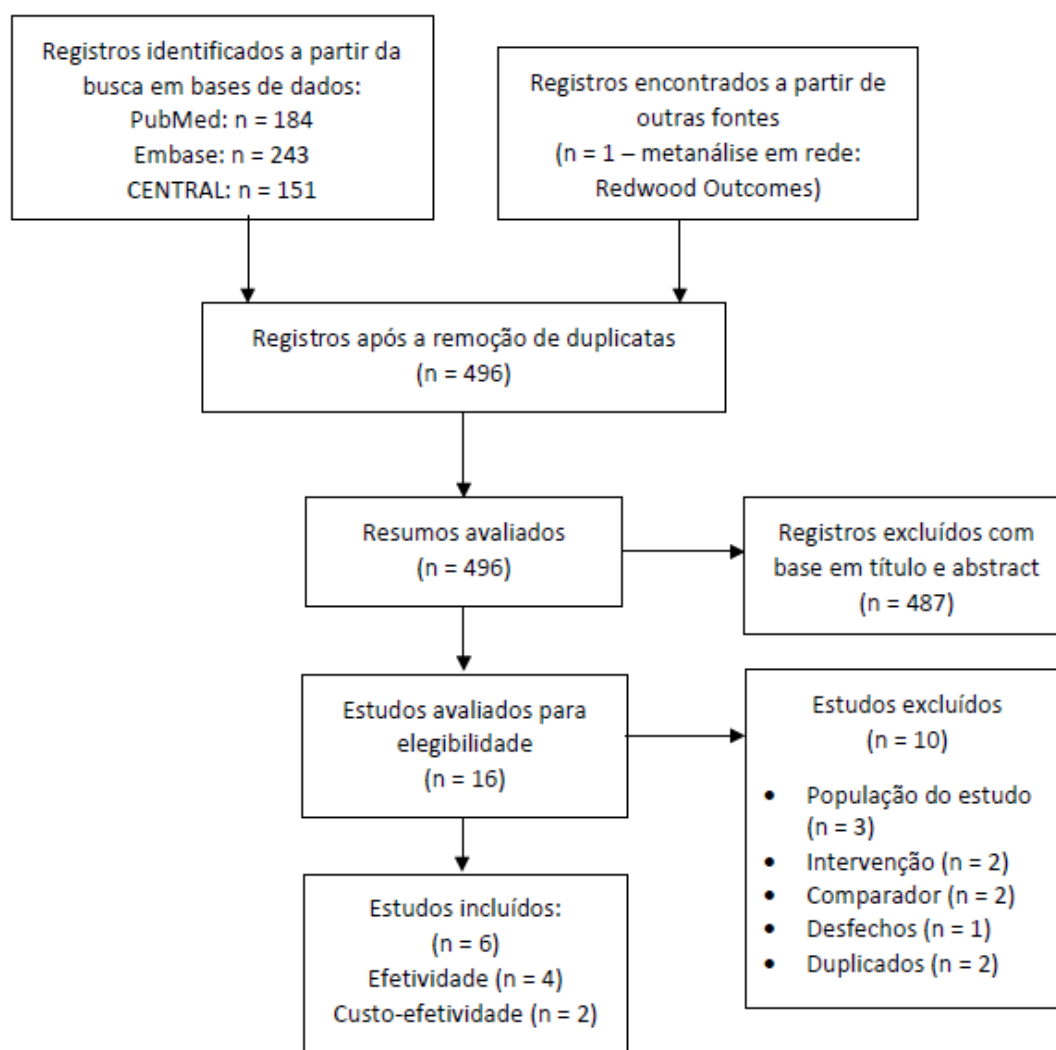 Registros identificados a partir da
busca em bases de dados:
PubMed: n = 184
Embase: n = 243
CENTRAL: n = 151
Registros encontrados a partir de
outras fontes
(n = 1 – metanálise em rede:
Redwood Outcomes)
Registros após a remoção de duplicatas
(n = 496)
Resumos avaliados
(n = 496)
Registros excluídos com
base em título e abstract
(n = 487)
Estudos avaliados para
elegibilidade
(n = 16)
Estudos excluídos
(n = 10)
• População do estudo
(n = 3)
• Intervenção (n = 2)
• Comparador (n = 2)
• Desfechos (n = 1)
• Duplicados (n = 2)
Estudos incluídos:
(n = 6)
Efetividade (n = 4)
Custo-efetividade (n = 2)